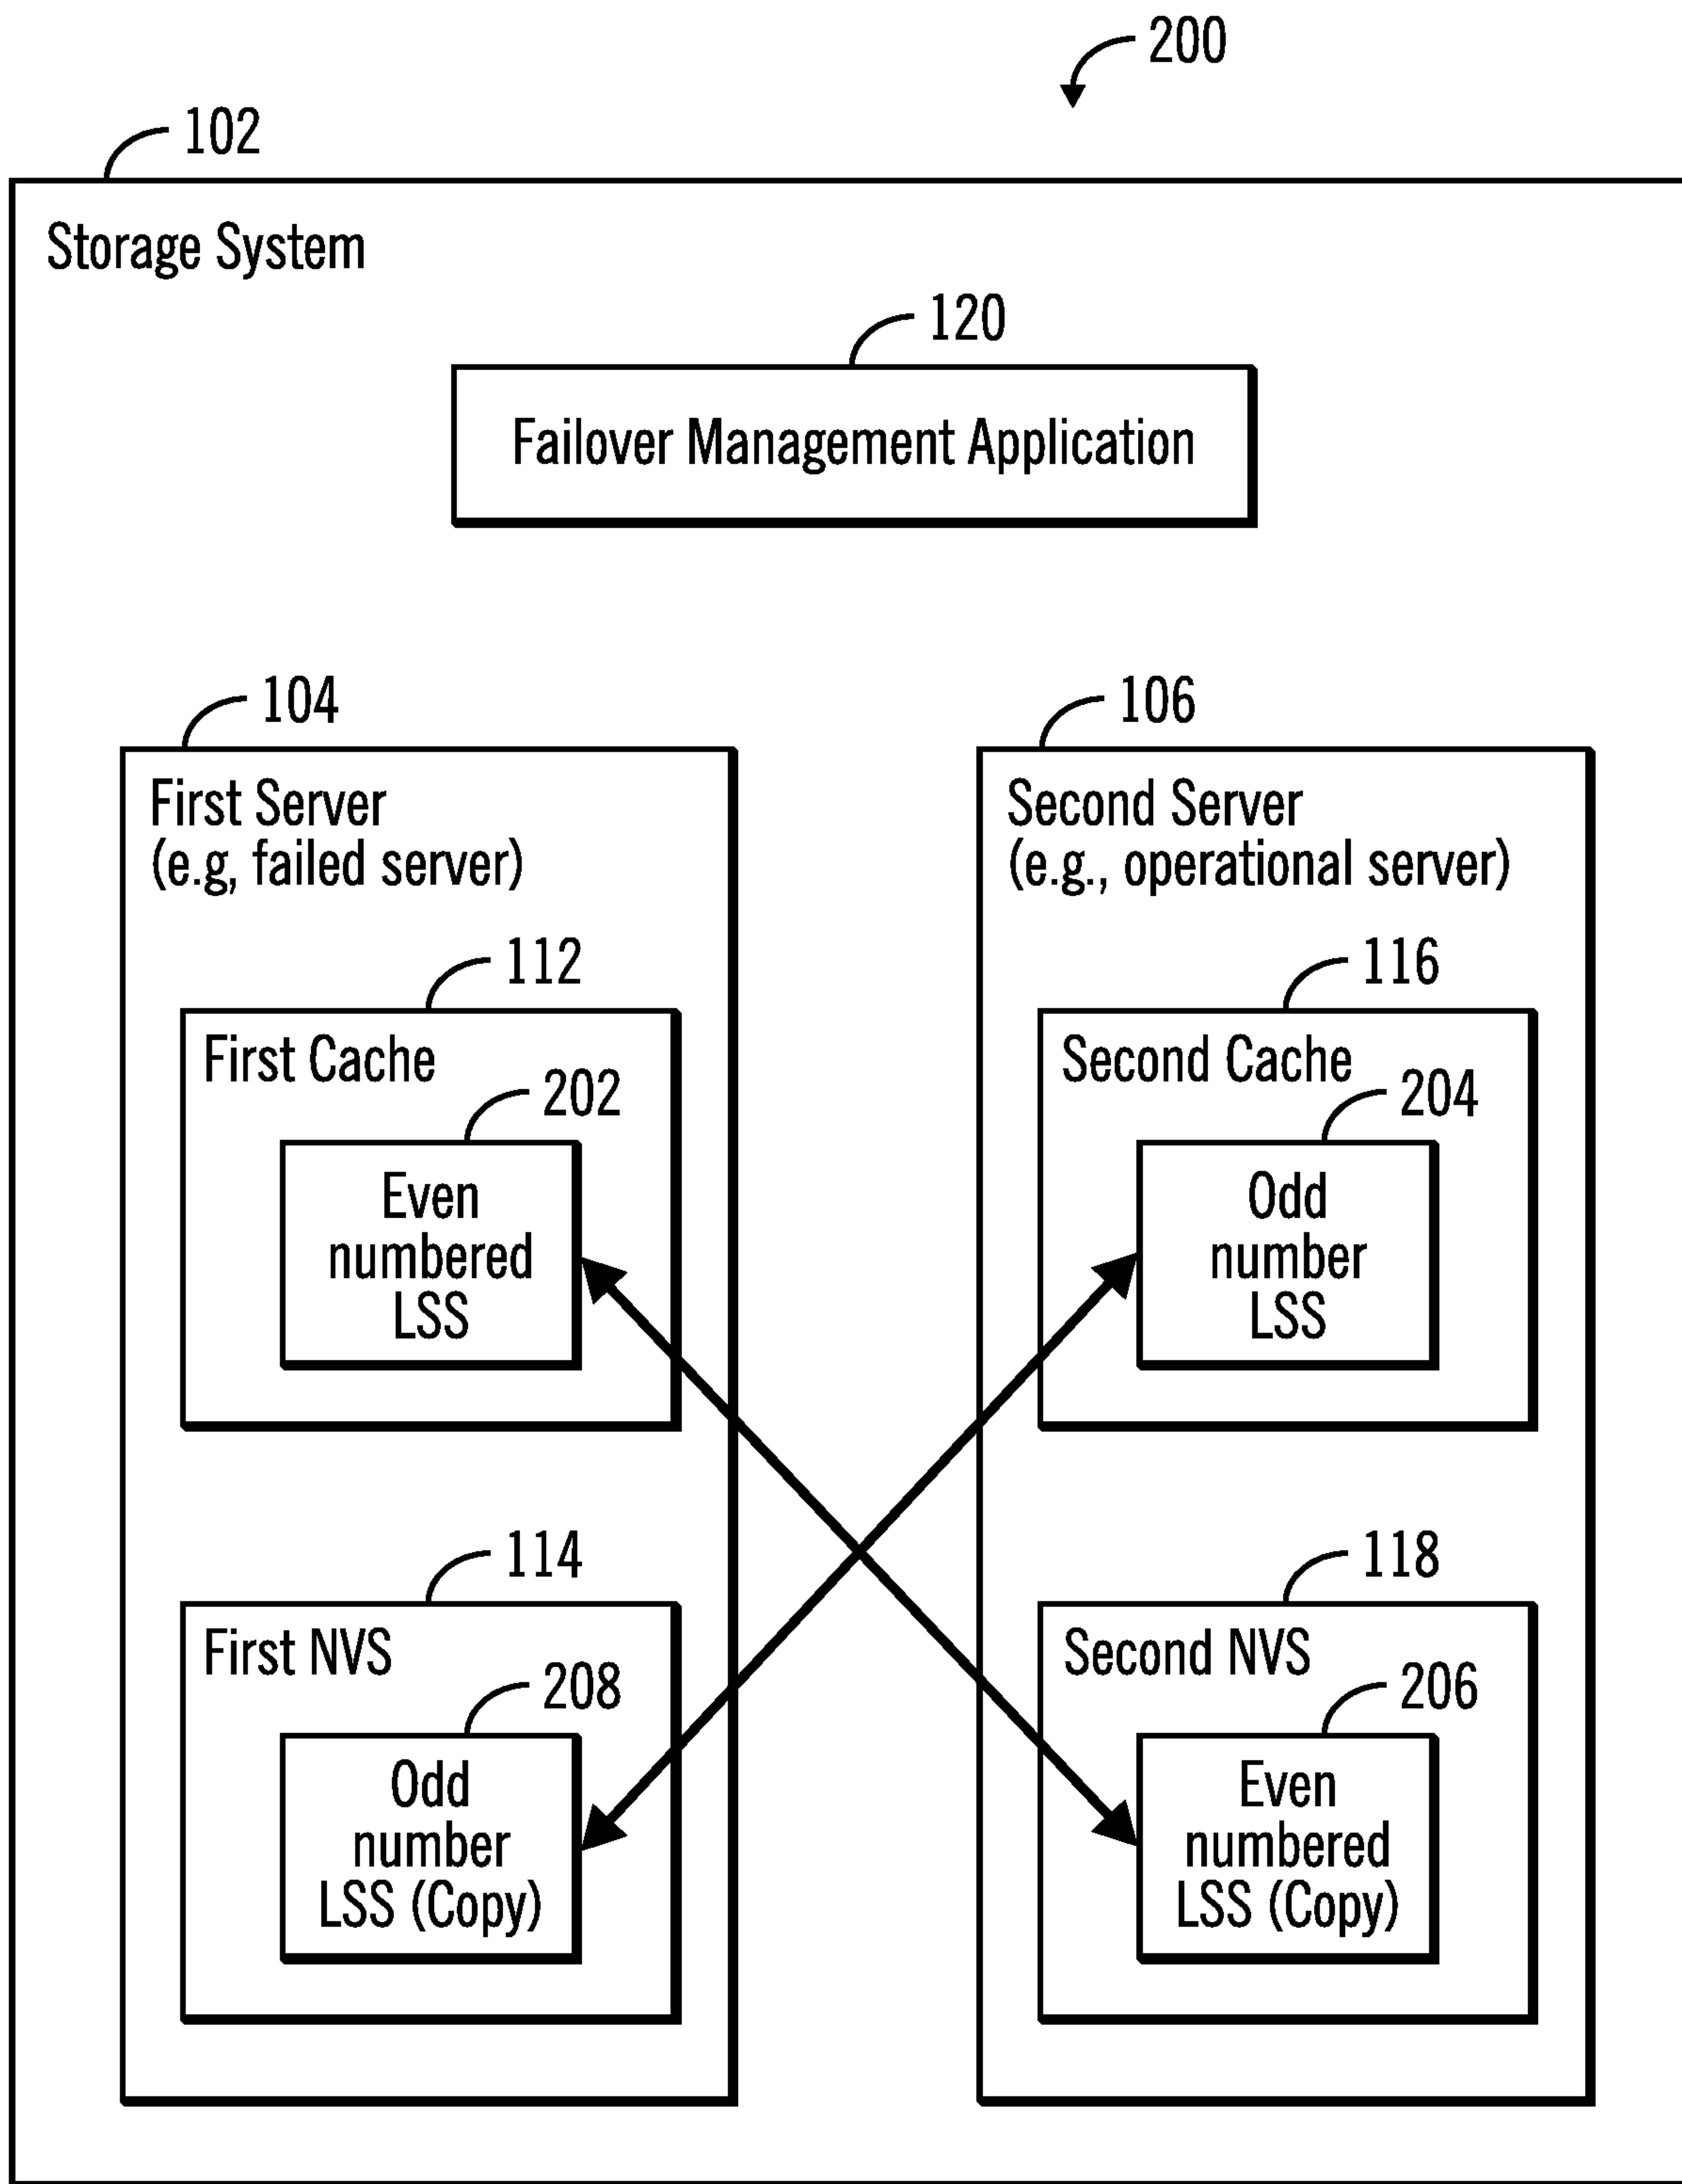 200
102
Storage System
120
Failover Management Application
104
106
First Server
(e.g, failed server)
Second Server
(e.g., operational server)
112
116
First Cache
Second Cache
202
204
Even
numbered
LSS
Odd
number
LSS
114
118
First NVS
Second NVS
208
206
Odd
number
LSS (Copy)
Even
numbered
LSS (Copy)